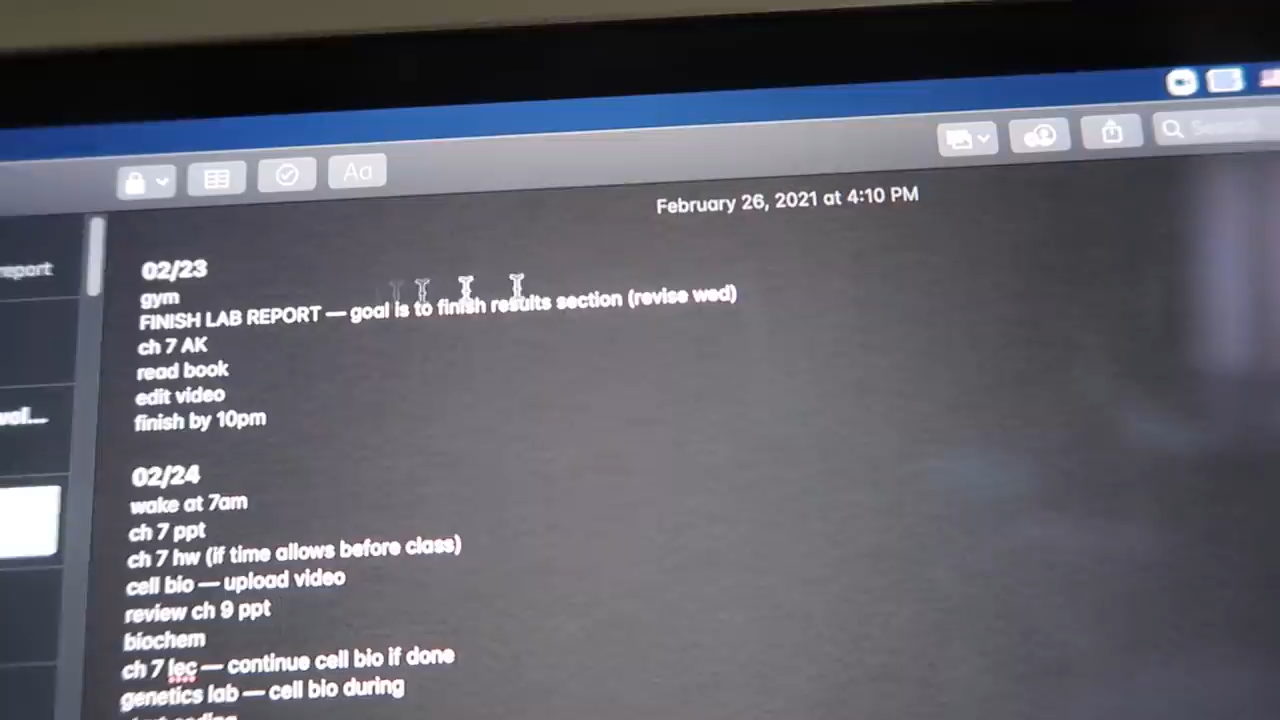 February 26, 2021 at 4:10 PM
Aa
Search
report
02/23
gym
FINISH LAB REPORT — goal is to finish results section (revise wed)
ch 7 AK
read book
edit video
finish by 10pm
02/24
wake at 7am
ch 7 ppt
ch 7 hw (if time allows before class)
cell bio — upload video
review ch 9 ppt
biochem
ch 7 lec — continue cell bio if done
genetics lab — cell bio during